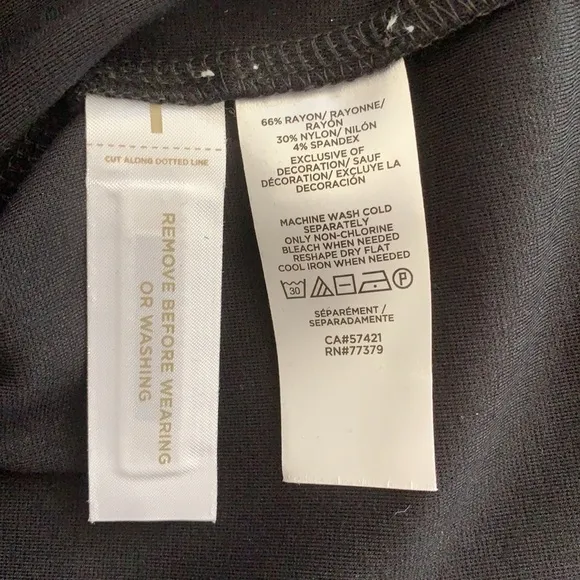 CUT ALONG DOTTED LINE
REMOVE BEFORE WEARING
OR WASHING
66% RAYON/ RAYONNE/
RAYÓN
30% NYLON/ NILÓN
4% SPANDEX
EXCLUSIVE OF
DECORATION/ SAUF
DÉCORATION/ EXCLUYE LA
DECORACIÓN
MACHINE WASH COLD
SEPARATELY
ONLY NON-CHLORINE
BLEACH WHEN NEEDED
RESHAPE DRY FLAT
COOL IRON WHEN NEEDED
30 P
SÉPARÉMENT /
SEPARADAMENTE
CA#57421
RN#77379